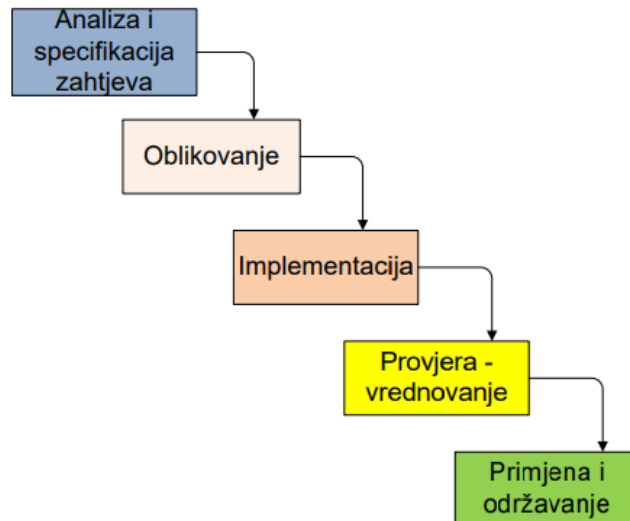 Analiza i
specifikacija
zahtjeva
Oblikovanje
Implementacija
Provjera -
vrednovanje
Primjena i
održavanje